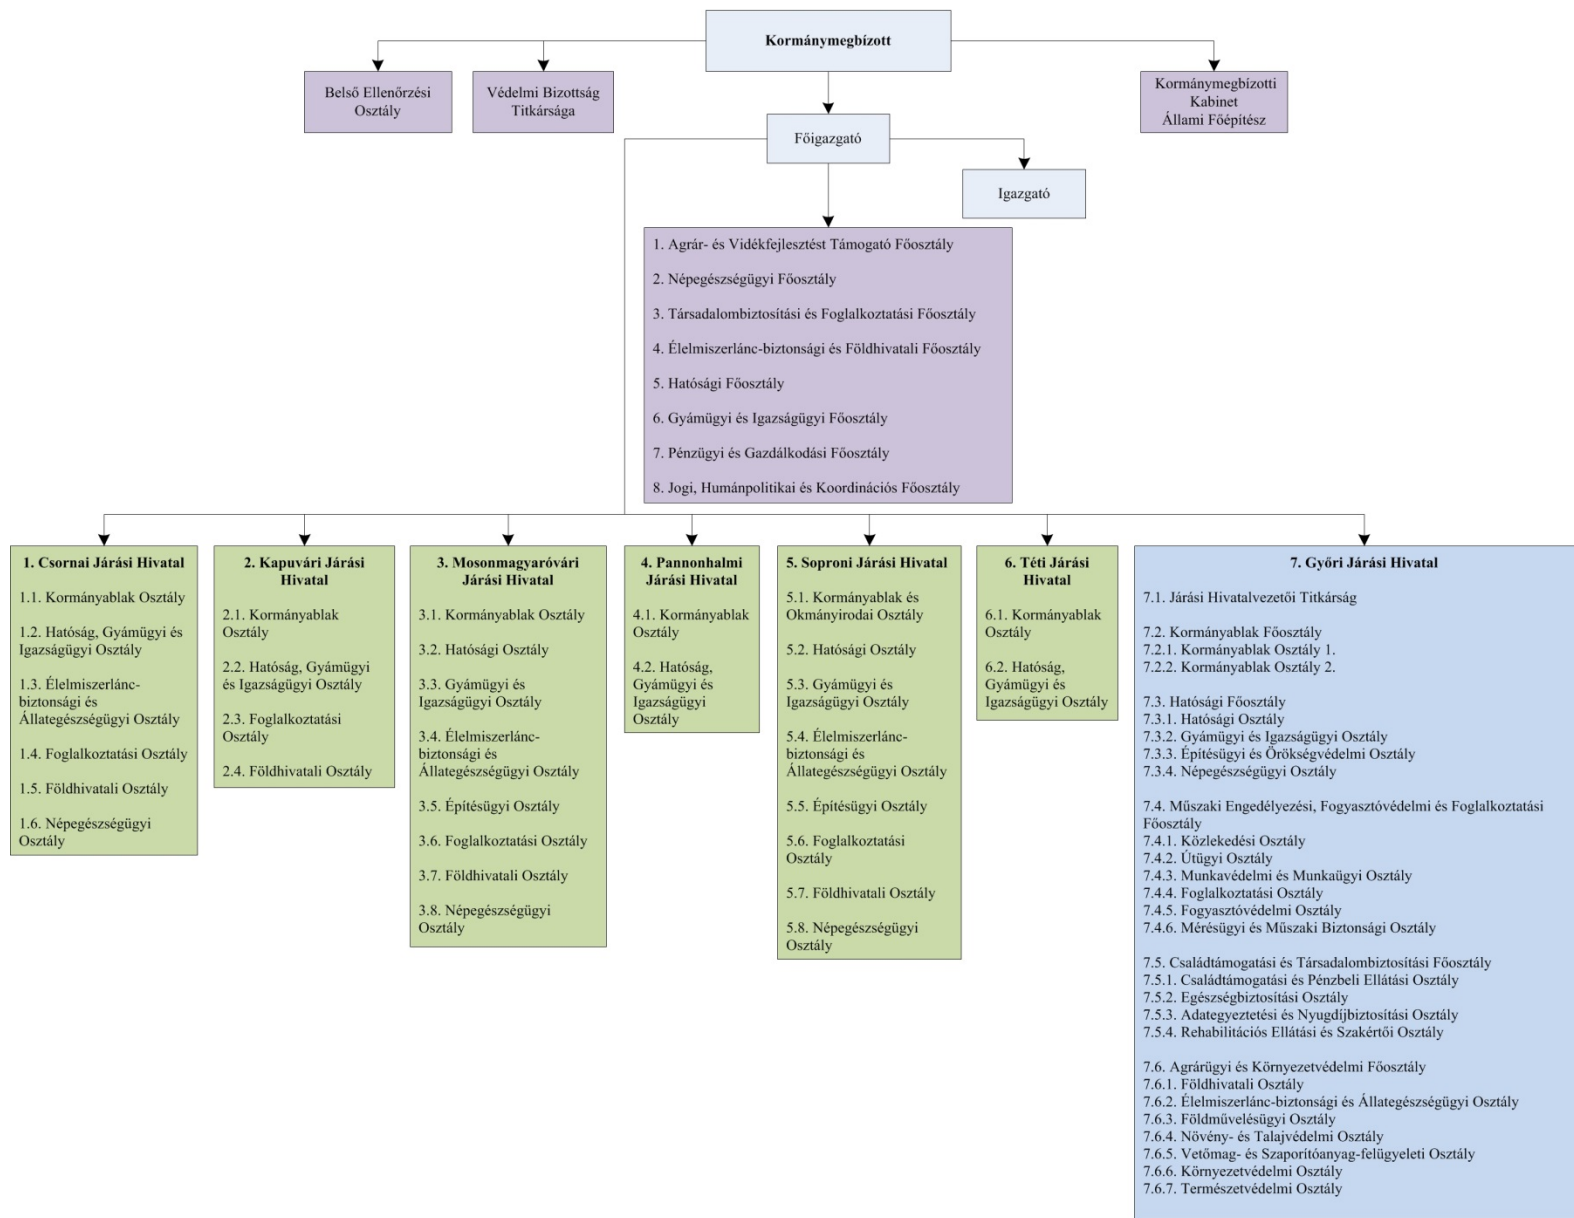 Kormánymegbízott
Belső Ellenőrzési
Osztály
Védelmi Bizottság
Titkársága
Kormánymegbízotti
Kabinet
Állami Főépítész
Főigazgató
Igazgató
1. Agrár- és Vidékfejlesztést Támogató Főosztály
2. Népegészségügyi Főosztály
3. Társadalombiztosítási és Foglalkoztatási Főosztály
4. Élelmiszerlánc-biztonsági és Földhivatali Főosztály
5. Hatósági Főosztály
6. Gyámügyi és Igazságügyi Főosztály
7. Pénzügyi és Gazdálkodási Főosztály
8. Jogi, Humánpolitikai és Koordinációs Főosztály
1. Csornai Járási Hivatal
1.1. Kormányablak Osztály
1.2. Hatóság, Gyámügyi és
Igazságügyi Osztály
1.3. Élelmiszerlánc-
biztonsági és
Állategészségügyi Osztály
1.4. Foglalkoztatási Osztály
1.5. Földhivatali Osztály
1.6. Népegészségügyi
Osztály
2. Kapuvári Járási
Hivatal
2.1. Kormányablak
Osztály
2.2. Hatóság, Gyámügyi
és Igazságügyi Osztály
2.3. Foglalkoztatási
Osztály
2.4. Földhivatali Osztály
3. Mosonmagyaróvári
Járási Hivatal
3.1. Kormányablak Osztály
3.2. Hatósági Osztály
3.3. Gyámügyi és
Igazságügyi Osztály
3.4. Élelmiszerlánc-
biztonsági és
Állategészségügyi Osztály
3.5. Építésügyi Osztály
3.6. Foglalkoztatási Osztály
3.7. Földhivatali Osztály
3.8. Népegészségügyi
Osztály
4. Pannonhalmi
Járási Hivatal
4.1. Kormányablak
Osztály
4.2. Hatóság,
Gyámügyi és
Igazságügyi
Osztály
5. Soproni Járási Hivatal
5.1. Kormányablak és
Okmányirodai Osztály
5.2. Hatósági Osztály
5.3. Gyámügyi és
Igazságügyi Osztály
5.4. Élelmiszerlánc-
biztonsági és
Állategészségügyi Osztály
5.5. Építésügyi Osztály
5.6. Foglalkoztatási
Osztály
5.7. Földhivatali Osztály
5.8. Népegészségügyi
Osztály
6. Téti Járási
Hivatal
6.1. Kormányablak
Osztály
6.2. Hatóság,
Gyámügyi és
Igazságügyi Osztály
7. Győri Járási Hivatal
7.1. Járási Hivatalvezetői Titkárság
7.2. Kormányablak Főosztály
7.2.1. Kormányablak Osztály 1.
7.2.2. Kormányablak Osztály 2.
7.3. Hatósági Főosztály
7.3.1. Hatósági Osztály
7.3.2. Gyámügyi és Igazságügyi Osztály
7.3.3. Építésügyi és Örökségvédelmi Osztály
7.3.4. Népegészségügyi Osztály
7.4. Műszaki Engedélyezési, Fogyasztóvédelmi és Foglalkoztatási
Főosztály
7.4.1. Közlekedési Osztály
7.4.2. Útügyi Osztály
7.4.3. Munkavédelmi és Munkaügyi Osztály
7.4.4. Foglalkoztatási Osztály
7.4.5. Fogyasztóvédelmi Osztály
7.4.6. Mérésügyi és Műszaki Biztonsági Osztály
7.5. Családtámogatási és Társadalombiztosítási Főosztály
7.5.1. Családtámogatási és Pénzbeli Ellátási Osztály
7.5.2. Egészségbiztosítási Osztály
7.5.3. Adategyeztetési és Nyugdíjbiztosítási Osztály
7.5.4. Rehabilitációs Ellátási és Szakértői Osztály
7.6. Agrárügyi és Környezetvédelmi Főosztály
7.6.1. Földhivatali Osztály
7.6.2. Élelmiszerlánc-biztonsági és Állategészségügyi Osztály
7.6.3. Földművelésügyi Osztály
7.6.4. Növény- és Talajvédelmi Osztály
7.6.5. Vetőmag- és Szaporítóanyag-felügyeleti Osztály
7.6.6. Környezetvédelmi Osztály
7.6.7. Természetvédelmi Osztály